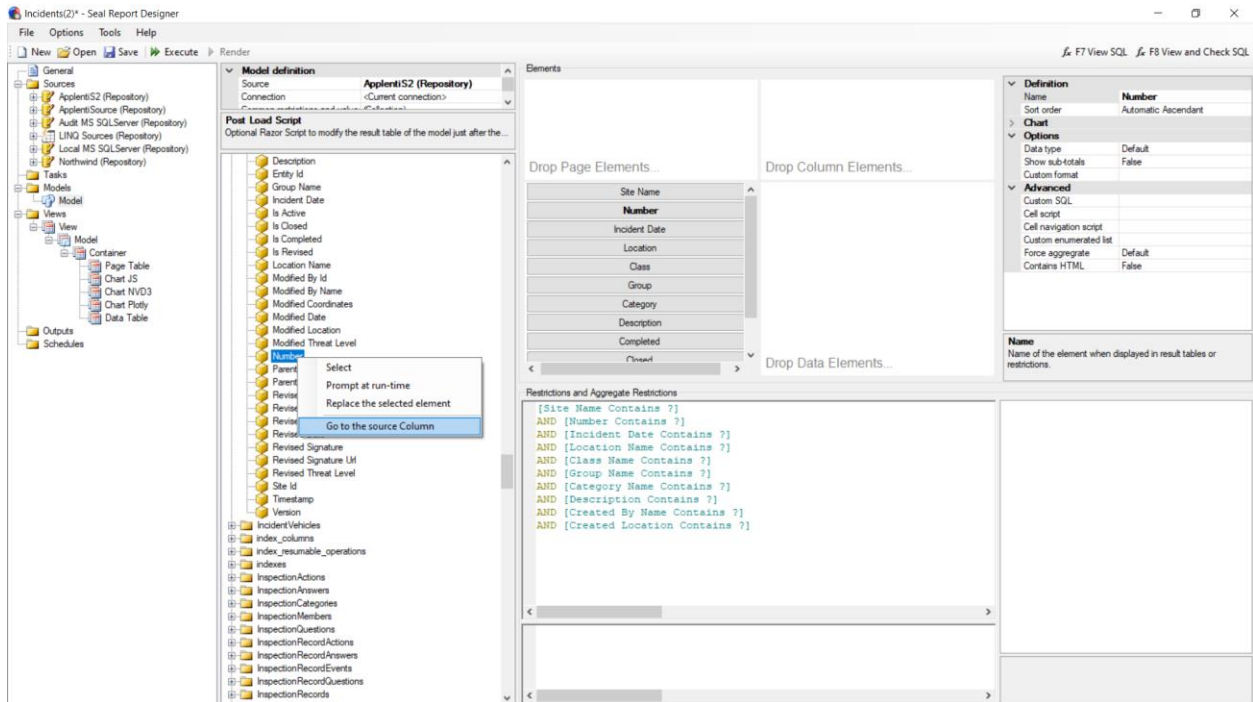 Incidents(2)* - Seal Report Designer
File Options Tools Help
New Open Save Execute Render
fx F7 View SQL fx F8 View and Check SQL
General
Sources
ApplentiS2 (Repository)
ApplentiSource (Repository)
Audit MS SQLServer (Repository)
LINQ Sources (Repository)
Local MS SQLServer (Repository)
Northwind (Repository)
Tasks
Models
Model
Views
View
Model
Container
Page Table
Chart JS
Chart NVD3
Chart Plotly
Data Table
Outputs
Schedules
Model definition
Source ApplentiS2 (Repository)
Connection <Current connection>
Post Load Script
Optional Razor Script to modify the result table of the model just after the...
Description
Entity Id
Group Name
Incident Date
Is Active
Is Closed
Is Completed
Is Revised
Location Name
Modified By Id
Modified By Name
Modified Coordinates
Modified Date
Modified Location
Modified Threat Level
Number
Parent
Parent
Revise
Revise
Revise
Revise
Revised Signature
Revised Signature Url
Revised Threat Level
Site Id
Timestamp
Version
IncidentVehicles
index_columns
index_resumable_operations
indexes
InspectionActions
InspectionAnswers
InspectionCategories
InspectionMembers
InspectionQuestions
InspectionRecordActions
InspectionRecordAnswers
InspectionRecordEvents
InspectionRecordQuestions
InspectionRecords
Select
Prompt at run-time
Replace the selected element
Go to the source Column
Elements
Drop Page Elements...
Drop Column Elements...
Site Name
Number
Incident Date
Location
Class
Group
Category
Description
Completed
Closed
Drop Data Elements...
Restrictions and Aggregate Restrictions
[Site Name Contains ?]
AND [Number Contains ?]
AND [Incident Date Contains ?]
AND [Location Name Contains ?]
AND [Class Name Contains ?]
AND [Group Name Contains ?]
AND [Category Name Contains ?]
AND [Description Contains ?]
AND [Created By Name Contains ?]
AND [Created Location Contains ?]
Definition
Name Number
Sort order Automatic Ascendant
Chart
Options
Data type Default
Show sub-totals False
Custom format
Advanced
Custom SQL
Cell script
Cell navigation script
Custom enumerated list
Force aggregrate Default
Contains HTML False
Name
Name of the element when displayed in result tables or
restrictions.